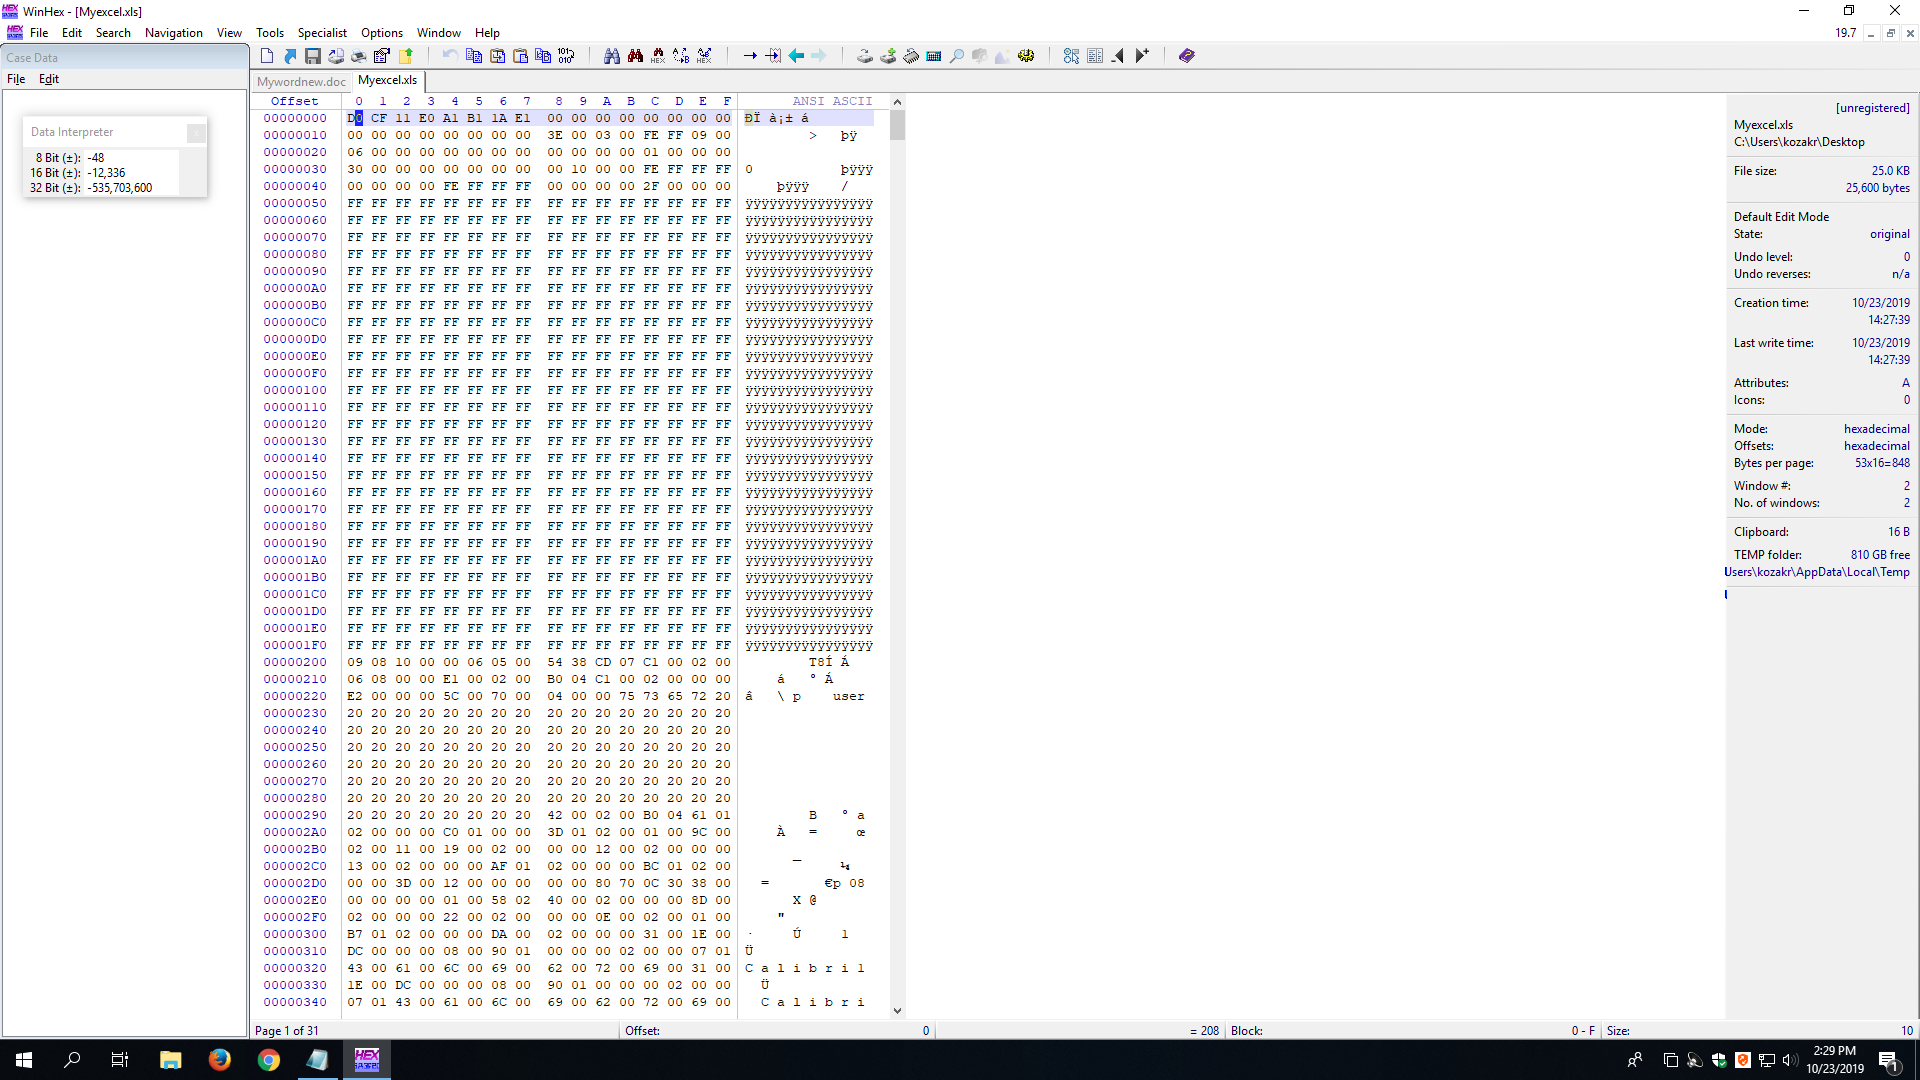 WinHex - [Myexcel.xls]
File Edit Search Navigation View Tools Specialist Options Window Help
19.7
Case Data
File Edit
Data Interpreter
8 Bit (±): -48
16 Bit (±): -12,336
32 Bit (±): -535,703,600
Mywordnew.doc Myexcel.xls
Offset 0 1 2 3 4 5 6 7 8 9 A B C D E F ANSI ASCII
00000000 D0 CF 11 E0 A1 B1 1A E1 00 00 00 00 00 00 00 00 ÐÏ à¡± á
00000010 00 00 00 00 00 00 00 00 3E 00 03 00 FE FF 09 00 > þÿ
00000020 06 00 00 00 00 00 00 00 00 00 00 00 01 00 00 00
00000030 30 00 00 00 00 00 00 00 00 10 00 00 FE FF FF FF 0 þÿÿÿ
00000040 00 00 00 00 FE FF FF FF 00 00 00 00 2F 00 00 00 þÿÿÿ /
00000050 FF FF FF FF FF FF FF FF FF FF FF FF FF FF FF FF ÿÿÿÿÿÿÿÿÿÿÿÿÿÿÿÿ
00000060 FF FF FF FF FF FF FF FF FF FF FF FF FF FF FF FF ÿÿÿÿÿÿÿÿÿÿÿÿÿÿÿÿ
00000070 FF FF FF FF FF FF FF FF FF FF FF FF FF FF FF FF ÿÿÿÿÿÿÿÿÿÿÿÿÿÿÿÿ
00000080 FF FF FF FF FF FF FF FF FF FF FF FF FF FF FF FF ÿÿÿÿÿÿÿÿÿÿÿÿÿÿÿÿ
00000090 FF FF FF FF FF FF FF FF FF FF FF FF FF FF FF FF ÿÿÿÿÿÿÿÿÿÿÿÿÿÿÿÿ
000000A0 FF FF FF FF FF FF FF FF FF FF FF FF FF FF FF FF ÿÿÿÿÿÿÿÿÿÿÿÿÿÿÿÿ
000000B0 FF FF FF FF FF FF FF FF FF FF FF FF FF FF FF FF ÿÿÿÿÿÿÿÿÿÿÿÿÿÿÿÿ
000000C0 FF FF FF FF FF FF FF FF FF FF FF FF FF FF FF FF ÿÿÿÿÿÿÿÿÿÿÿÿÿÿÿÿ
000000D0 FF FF FF FF FF FF FF FF FF FF FF FF FF FF FF FF ÿÿÿÿÿÿÿÿÿÿÿÿÿÿÿÿ
000000E0 FF FF FF FF FF FF FF FF FF FF FF FF FF FF FF FF ÿÿÿÿÿÿÿÿÿÿÿÿÿÿÿÿ
000000F0 FF FF FF FF FF FF FF FF FF FF FF FF FF FF FF FF ÿÿÿÿÿÿÿÿÿÿÿÿÿÿÿÿ
00000100 FF FF FF FF FF FF FF FF FF FF FF FF FF FF FF FF ÿÿÿÿÿÿÿÿÿÿÿÿÿÿÿÿ
00000110 FF FF FF FF FF FF FF FF FF FF FF FF FF FF FF FF ÿÿÿÿÿÿÿÿÿÿÿÿÿÿÿÿ
00000120 FF FF FF FF FF FF FF FF FF FF FF FF FF FF FF FF ÿÿÿÿÿÿÿÿÿÿÿÿÿÿÿÿ
00000130 FF FF FF FF FF FF FF FF FF FF FF FF FF FF FF FF ÿÿÿÿÿÿÿÿÿÿÿÿÿÿÿÿ
00000140 FF FF FF FF FF FF FF FF FF FF FF FF FF FF FF FF ÿÿÿÿÿÿÿÿÿÿÿÿÿÿÿÿ
00000150 FF FF FF FF FF FF FF FF FF FF FF FF FF FF FF FF ÿÿÿÿÿÿÿÿÿÿÿÿÿÿÿÿ
00000160 FF FF FF FF FF FF FF FF FF FF FF FF FF FF FF FF ÿÿÿÿÿÿÿÿÿÿÿÿÿÿÿÿ
00000170 FF FF FF FF FF FF FF FF FF FF FF FF FF FF FF FF ÿÿÿÿÿÿÿÿÿÿÿÿÿÿÿÿ
00000180 FF FF FF FF FF FF FF FF FF FF FF FF FF FF FF FF ÿÿÿÿÿÿÿÿÿÿÿÿÿÿÿÿ
00000190 FF FF FF FF FF FF FF FF FF FF FF FF FF FF FF FF ÿÿÿÿÿÿÿÿÿÿÿÿÿÿÿÿ
000001A0 FF FF FF FF FF FF FF FF FF FF FF FF FF FF FF FF ÿÿÿÿÿÿÿÿÿÿÿÿÿÿÿÿ
000001B0 FF FF FF FF FF FF FF FF FF FF FF FF FF FF FF FF ÿÿÿÿÿÿÿÿÿÿÿÿÿÿÿÿ
000001C0 FF FF FF FF FF FF FF FF FF FF FF FF FF FF FF FF ÿÿÿÿÿÿÿÿÿÿÿÿÿÿÿÿ
000001D0 FF FF FF FF FF FF FF FF FF FF FF FF FF FF FF FF ÿÿÿÿÿÿÿÿÿÿÿÿÿÿÿÿ
000001E0 FF FF FF FF FF FF FF FF FF FF FF FF FF FF FF FF ÿÿÿÿÿÿÿÿÿÿÿÿÿÿÿÿ
000001F0 FF FF FF FF FF FF FF FF FF FF FF FF FF FF FF FF ÿÿÿÿÿÿÿÿÿÿÿÿÿÿÿÿ
00000200 09 08 10 00 00 06 05 00 54 38 CD 07 C1 00 02 00 T8Í Á
00000210 06 08 00 00 E1 00 02 00 B0 04 C1 00 02 00 00 00 á ° Á
00000220 E2 00 00 00 5C 00 70 00 04 00 00 75 73 65 72 20 â \ p user
00000230 20 20 20 20 20 20 20 20 20 20 20 20 20 20 20 20
00000240 20 20 20 20 20 20 20 20 20 20 20 20 20 20 20 20
00000250 20 20 20 20 20 20 20 20 20 20 20 20 20 20 20 20
00000260 20 20 20 20 20 20 20 20 20 20 20 20 20 20 20 20
00000270 20 20 20 20 20 20 20 20 20 20 20 20 20 20 20 20
00000280 20 20 20 20 20 20 20 20 20 20 20 20 20 20 20 20
00000290 20 20 20 20 20 20 20 20 42 00 02 00 B0 04 61 01 B ° a
000002A0 02 00 00 00 C0 01 00 00 3D 01 02 00 01 00 9C 00 À = œ
000002B0 02 00 11 00 19 00 02 00 00 00 12 00 02 00 00 00
000002C0 13 00 02 00 00 00 AF 01 02 00 00 00 BC 01 02 00 ¯ ¼
000002D0 00 00 3D 00 12 00 00 00 00 00 80 70 0C 30 38 00 = €p 08
000002E0 00 00 00 00 01 00 58 02 40 00 02 00 00 00 8D 00 X @
000002F0 02 00 00 00 22 00 02 00 00 00 0E 00 02 00 01 00 "
00000300 B7 01 02 00 00 00 DA 00 02 00 00 00 31 00 1E 00 · Ú 1
00000310 DC 00 00 00 08 00 90 01 00 00 00 02 00 00 07 01 Ü
00000320 43 00 61 00 6C 00 69 00 62 00 72 00 69 00 31 00 C a l i b r i 1
00000330 1E 00 DC 00 00 00 08 00 90 01 00 00 00 02 00 00 Ü
00000340 07 01 43 00 61 00 6C 00 69 00 62 00 72 00 69 00 C a l i b r i
[unregistered]
Myexcel.xls
C:\Users\kozakr\Desktop
File size: 25.0 KB
25,600 bytes
Default Edit Mode
State: original
Undo level: 0
Undo reverses: n/a
Creation time: 10/23/2019
14:27:39
Last write time: 10/23/2019
14:27:39
Attributes: A
Icons: 0
Mode: hexadecimal
Offsets: hexadecimal
Bytes per page: 53x16=848
Window #: 2
No. of windows: 2
Clipboard: 16 B
TEMP folder: 810 GB free
Users\kozakr\AppData\Local\Temp
Page 1 of 31 Offset: 0 = 208 Block: 0 - F Size: 10
HEX
2:29 PM
10/23/2019
1